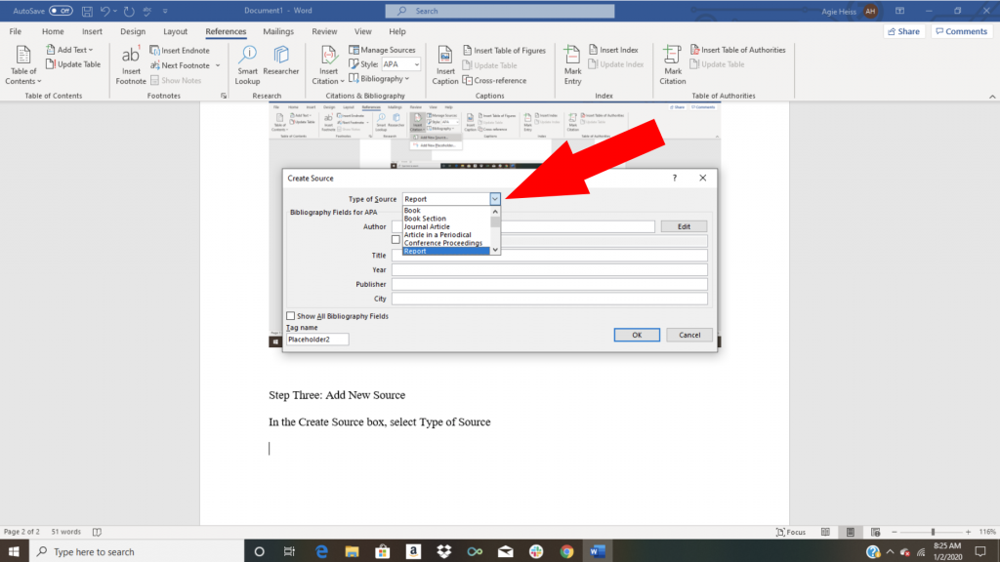 AutoSave Off
Document1 - Word
Search
Agie Heiss AH
File Home Insert Design Layout References Mailings Review View Help
Share Comments
Table of Contents
Add Text
Update Table
Table of Contents
ab
Insert Footnote
Insert Endnote
Next Footnote
Show Notes
Footnotes
Smart Lookup
Researcher
Research
Insert Citation
Manage Sources
Style: APA
Bibliography
Citations & Bibliography
Insert Caption
Insert Table of Figures
Update Table
Cross-reference
Captions
Mark Entry
Insert Index
Update Index
Index
Mark Citation
Insert Table of Authorities
Update Table
Table of Authorities
Create Source
?
Type of Source Report
Book
Book Section
Journal Article
Article in a Periodical
Conference Proceedings
Report
Bibliography Fields for APA
Author Edit
Title
Year
Publisher
City
Show All Bibliography Fields
Tag name
Placeholder2
OK Cancel
Step Three: Add New Source
In the Create Source box, select Type of Source
Page 2 of 2 51 words
Focus
116%
Type here to search
8:25 AM
1/2/2020